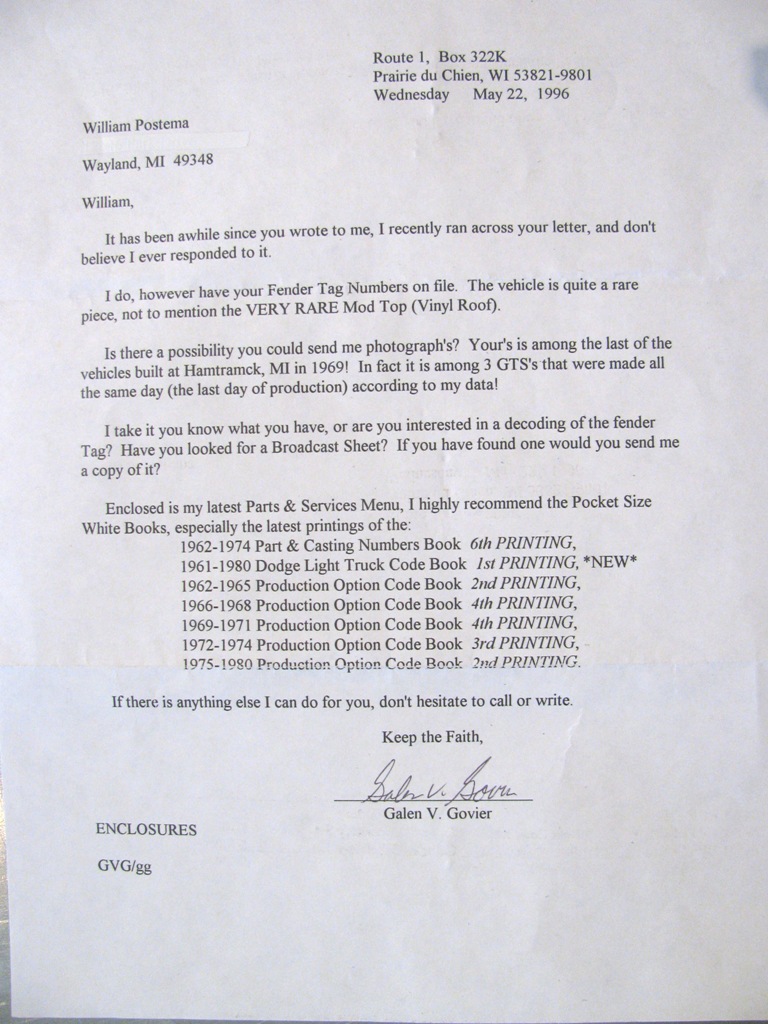 Route 1, Box 322K
Prairie du Chien, WI 53821-9801
Wednesday May 22, 1996
William Postema
Wayland, MI 49348
William,
It has been awhile since you wrote to me, I recently ran across your letter, and don't
believe I ever responded to it.
I do, however have your Fender Tag Numbers on file. The vehicle is quite a rare
piece, not to mention the VERY RARE Mod Top (Vinyl Roof).
Is there a possibility you could send me photograph's? Your's is among the last of the
vehicles built at Hamtramck, MI in 1969! In fact it is among 3 GTS's that were made all
the same day (the last day of production) according to my data!
I take it you know what you have, or are you interested in a decoding of the fender
Tag? Have you looked for a Broadcast Sheet? If you have found one would you send me
a copy of it?
Enclosed is my latest Parts & Services Menu, I highly recommend the Pocket Size
White Books, especially the latest printings of the:
1962-1974 Part & Casting Numbers Book 6th PRINTING,
1961-1980 Dodge Light Truck Code Book 1st PRINTING, *NEW*
1962-1965 Production Option Code Book 2nd PRINTING,
1966-1968 Production Option Code Book 4th PRINTING,
1969-1971 Production Option Code Book 4th PRINTING,
1972-1974 Production Option Code Book 3rd PRINTING,
1975-1980 Production Option Code Book 2nd PRINTING.
If there is anything else I can do for you, don't hesitate to call or write.
Keep the Faith,
Galen V. Govier
Galen V. Govier
ENCLOSURES
GVG/gg